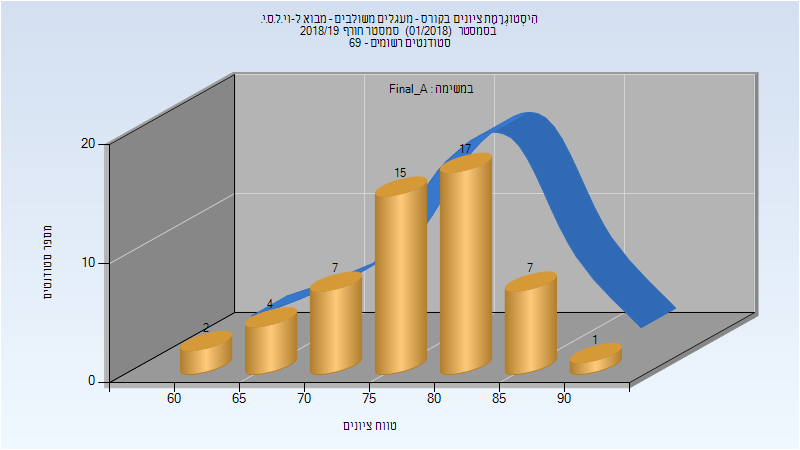 הִיסְטוֹגְרָמַת ציונים בקורס - מעגלים משולבים - מבוא ל-וי.ל.ס.י.
בסמסטר (01/2018) סמסטר חורף 2018/19
סטודנטים רשומים - 69
במשימה : Final_A
20
10
0
מספר סטודנטים
2
4
7
15
17
7
1
60
65
70
75
80
85
90
טווח ציונים